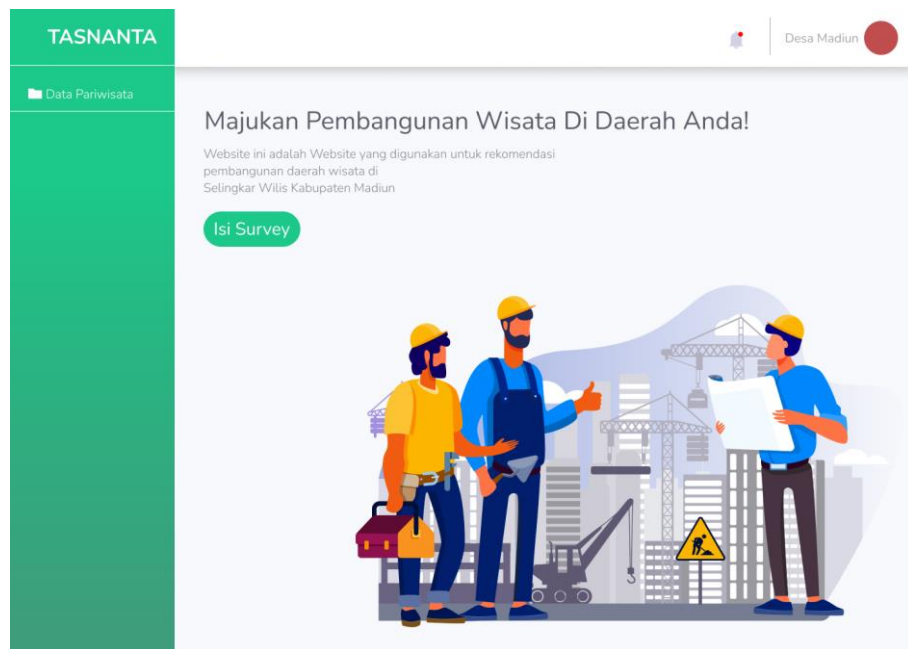 TASNANTA
Desa Madiun
Data Pariwisata
Majukan Pembangunan Wisata Di Daerah Anda!
Website ini adalah Website yang digunakan untuk rekomendasi
pembangunan daerah wisata di
Selingkar Wilis Kabupaten Madiun
Isi Survey